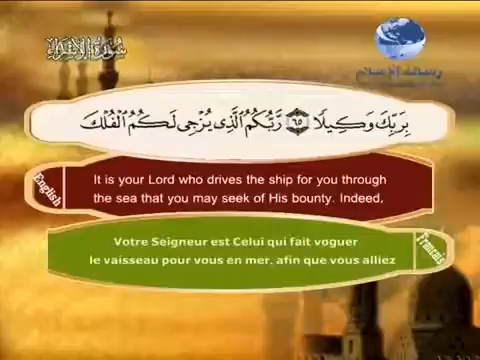 سورة الإسراء
رسالة الإسلام
بِرَبِّكَ وَكِيلًا ۝٦٥ رَّبُّكُمُ الَّذِى يُزْجِى لَكُمُ الْفُلْكَ
English
It is your Lord who drives the ship for you through
the sea that you may seek of His bounty. Indeed,
Votre Seigneur est Celui qui fait voguer
le vaisseau pour vous en mer, afin que vous alliez
Francais